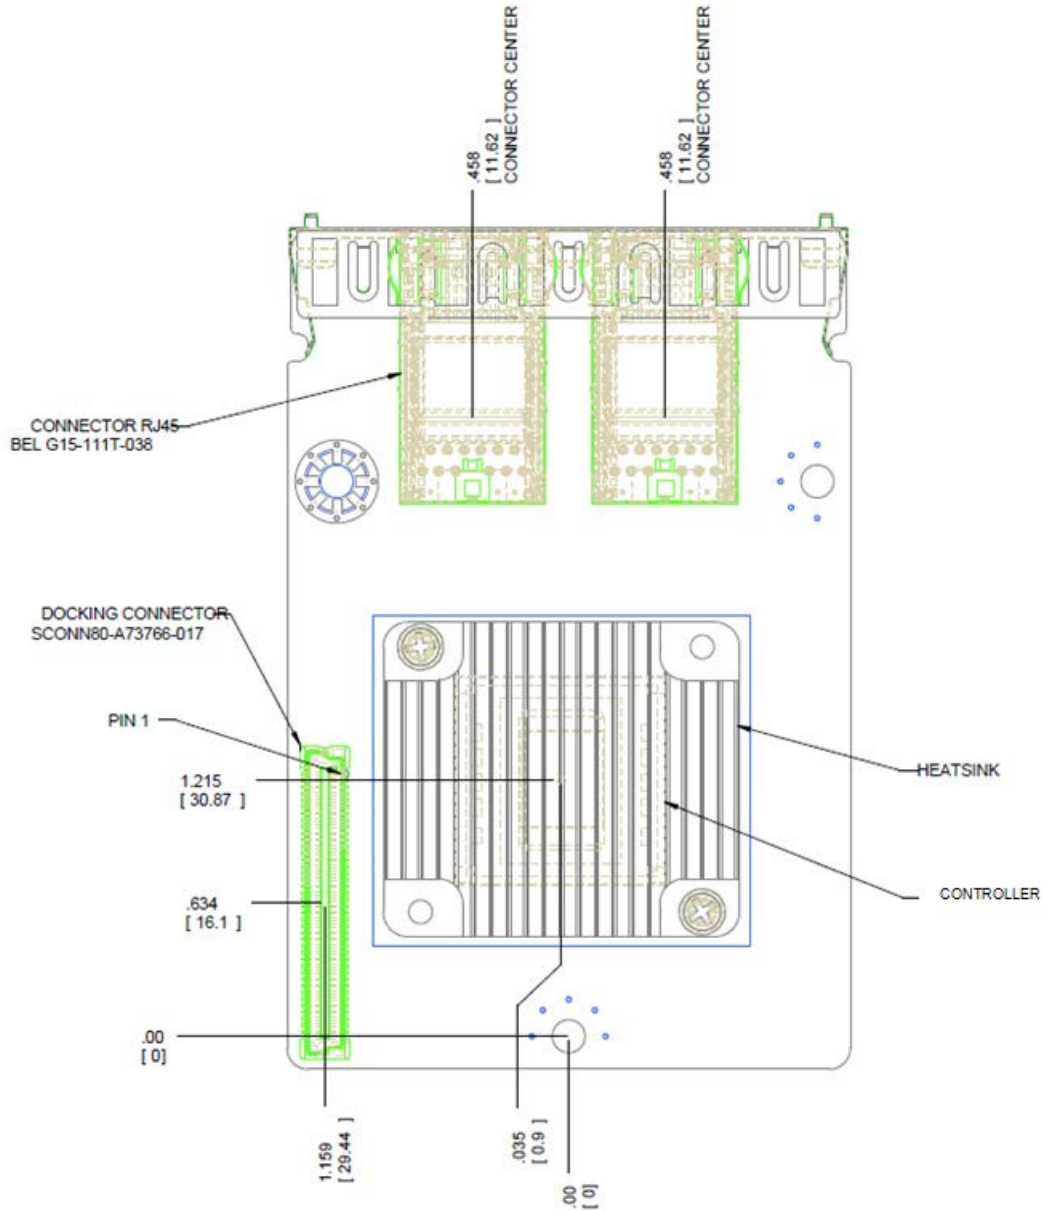 .458
[ 11.62 ]
CONNECTOR CENTER
.458
[ 11.62 ]
CONNECTOR CENTER
CONNECTOR RJ45
BEL G15-111T-038
DOCKING CONNECTOR
SCONN80-A73766-017
PIN 1
1.215
[ 30.87 ]
HEATSINK
CONTROLLER
.634
[ 16.1 ]
.00
[ 0]
1.159
[ 29.44 ]
.035
[ 0.9 ]
.00
[ 0]